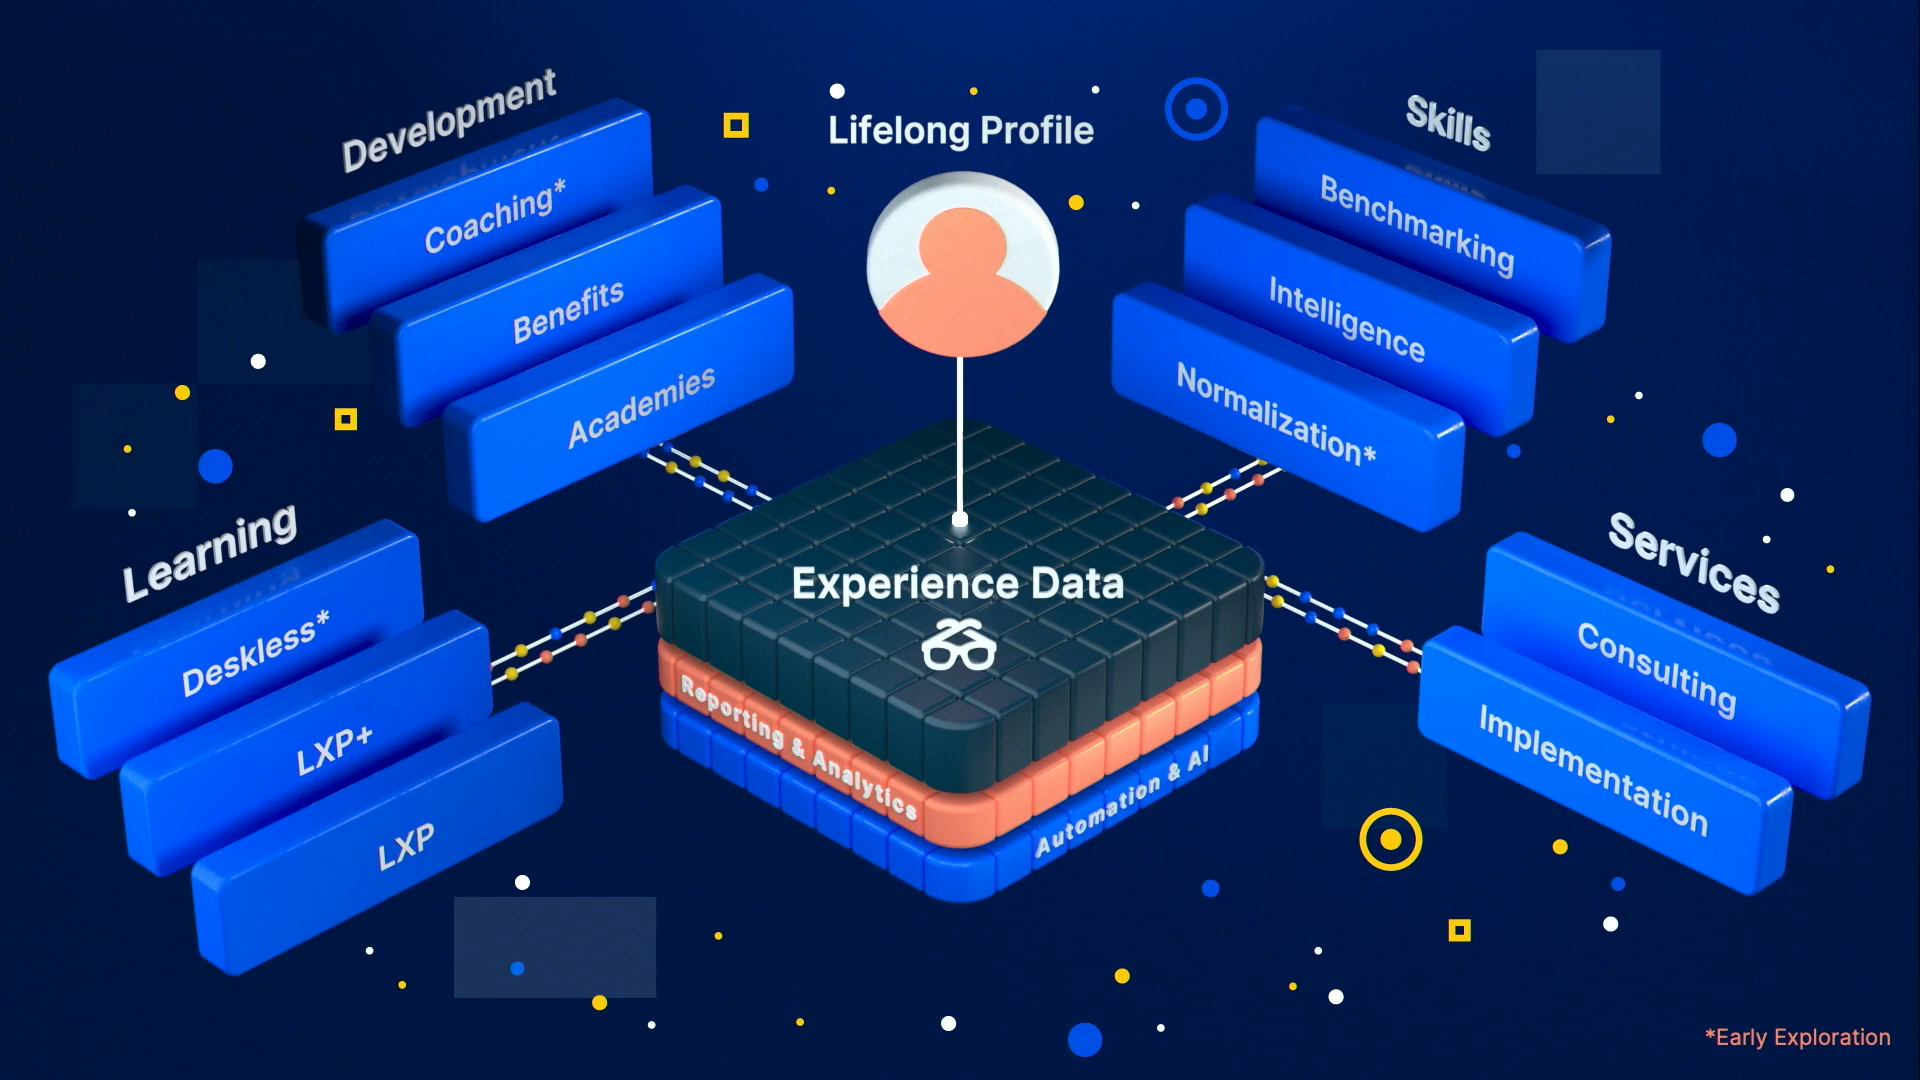 Lifelong Profile
Development
Coaching*
Benefits
Academies
Skills
Benchmarking
Intelligence
Normalization*
Learning
Deskless*
LXP+
LXP
Experience Data
Reporting & Analytics
Automation & AI
Services
Consulting
Implementation
*Early Exploration